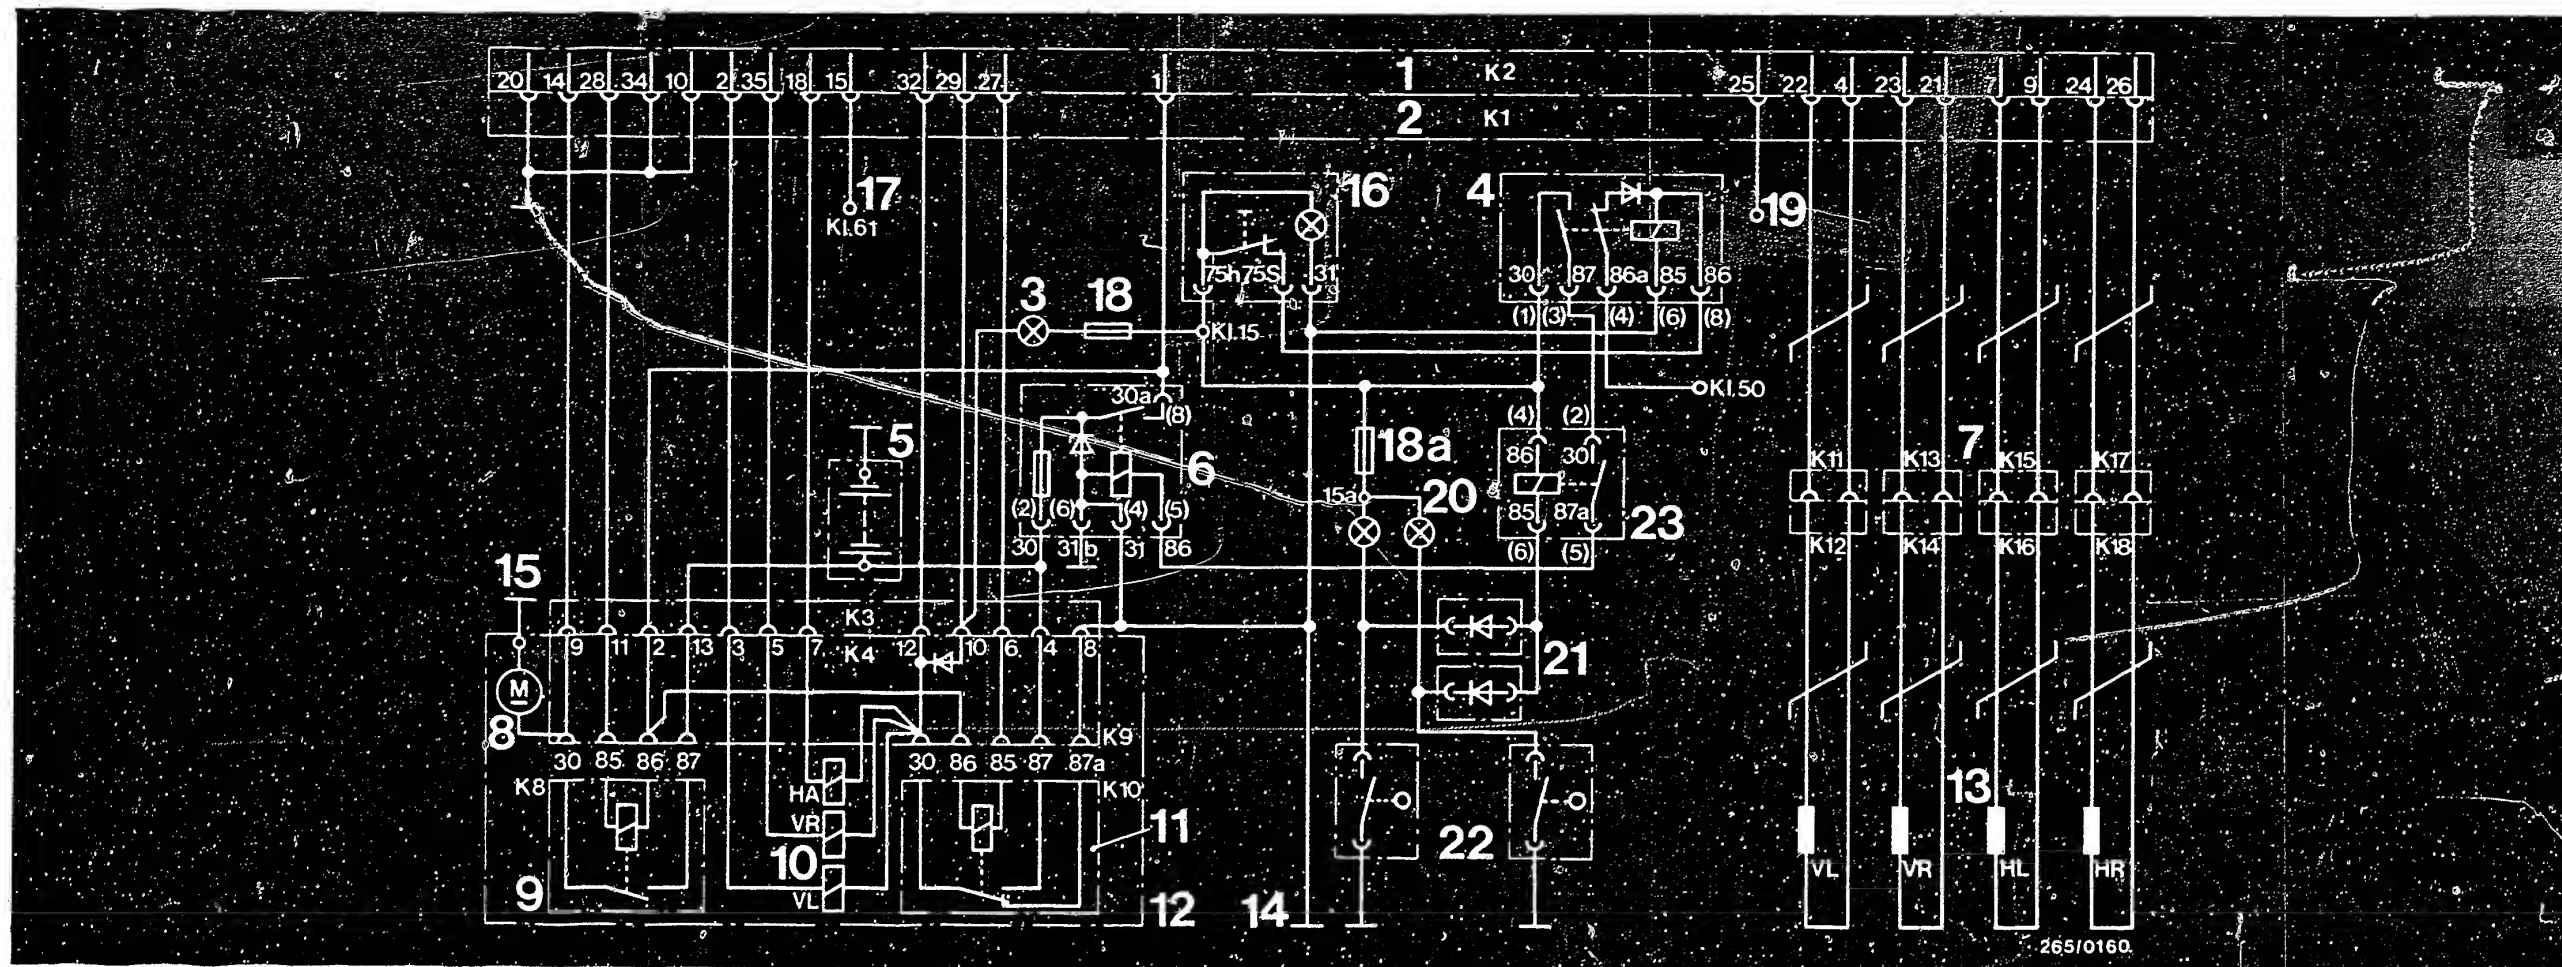 1 K2
20 14 28 34 10 2 35 18 15 32 29 27 1 25 22 4 23 21 7 9 24 26
2 K1
17
Kl.61
16
4
19
75h 75S 31
30 87 86a 85 86
(1) (3) (4) (6) (8)
3 18
Kl.15
Kl.50
30a
(8)
(4) (2)
5
6
18a
86 30
7
K11 K13 K15 K17
15a
20
(2) (6) (4) (5)
85 87a
23
30 31b 31 86
(6) (5)
K12 K14 K16 K18
15
K3
9 11 2 13 3 5 7 K4 12 10 6 4 8
21
M
8
K9
30 85 86 87 30 86 85 87 87a
K8 HA K10
VR
11
13
10
22
VL
9
12
14
VL VR HL HR
265/0160